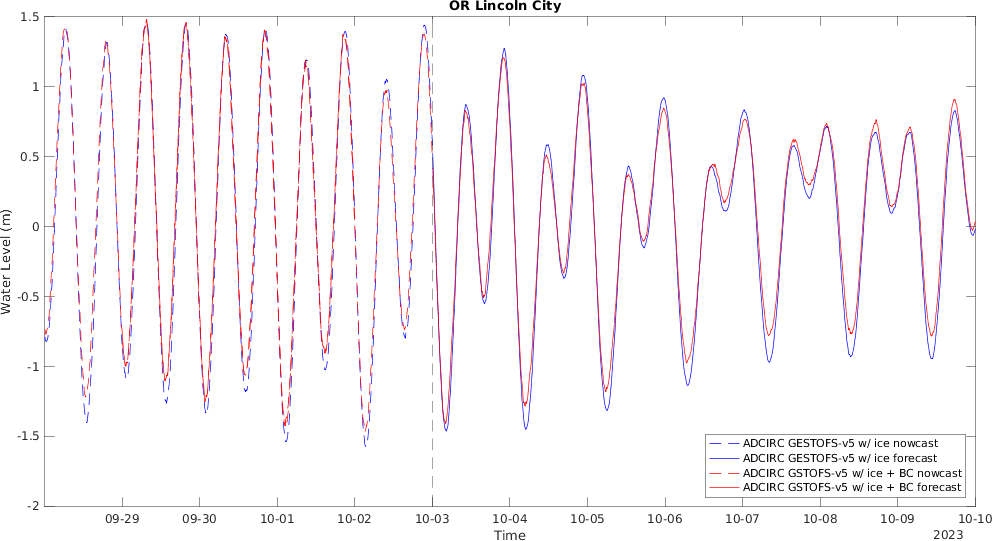 OR Lincoln City
1.5
1
0.5
0
-0.5
-1
-1.5
-2
Water Level (m)
ADCIRC GESTOFS-v5 w/ ice nowcast
ADCIRC GESTOFS-v5 w/ ice forecast
ADCIRC GSTOFS-v5 w/ ice + BC nowcast
ADCIRC GSTOFS-v5 w/ ice + BC forecast
09-29 09-30 10-01 10-02 10-03 10-04 10-05 10-06 10-07 10-08 10-09 10-10
Time
2023